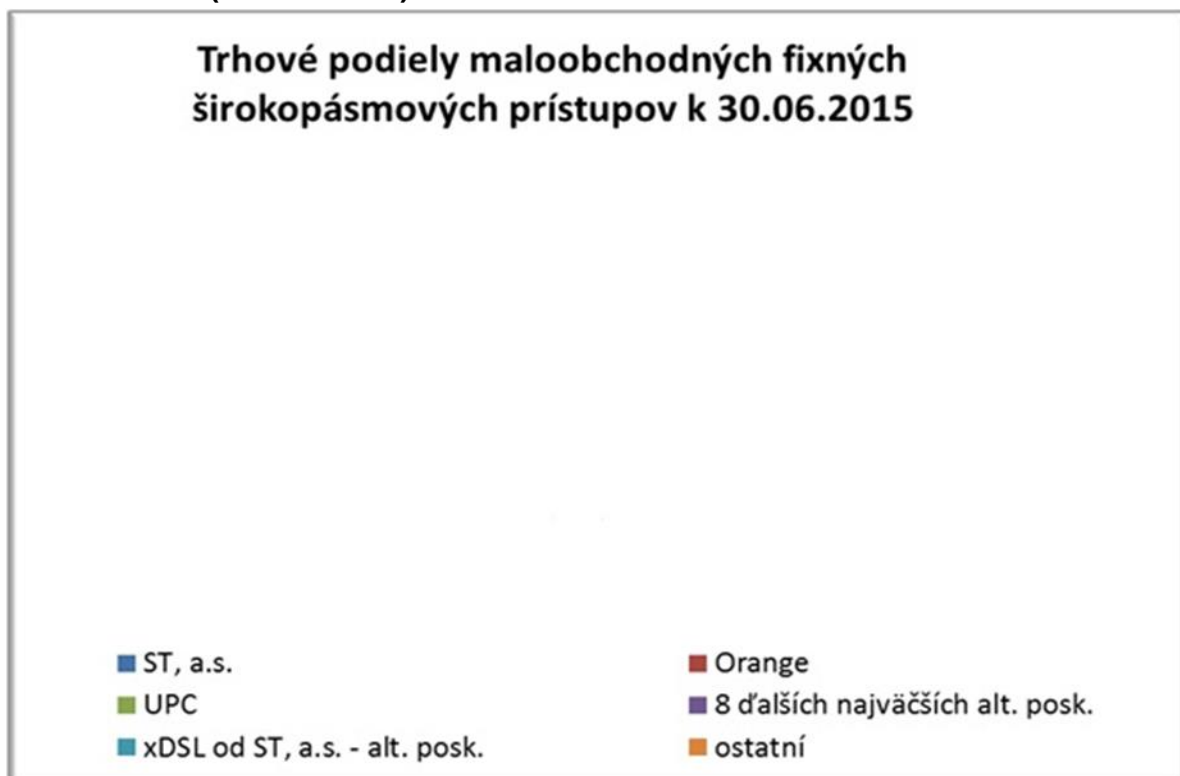 Trhové podiely maloobchodných fixných
širokopásmových prístupov k 30.06.2015
ST, a.s.
Orange
UPC
8 ďalších najväčších alt. posk.
xDSL od ST, a.s. - alt. posk.
ostatní